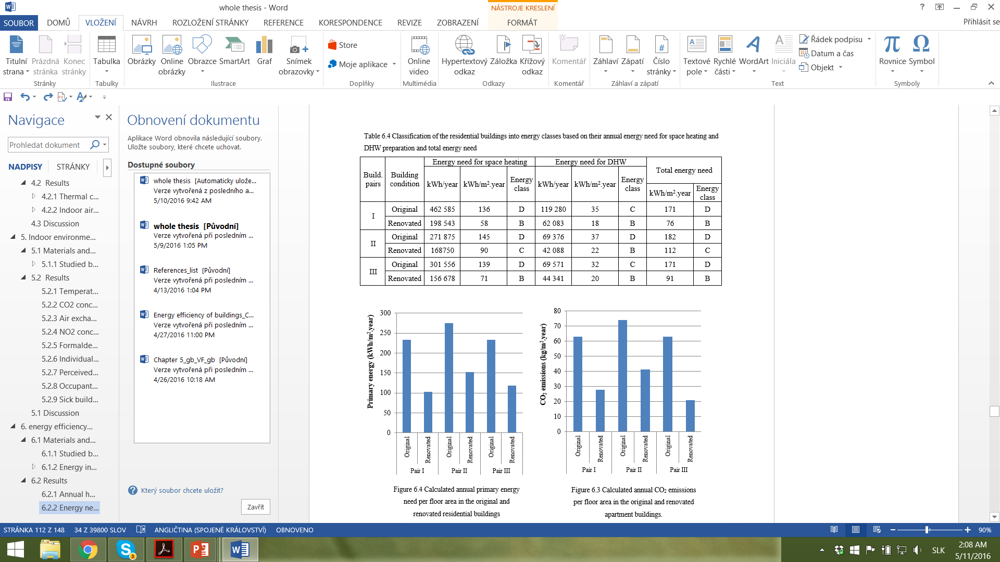 whole thesis - Word
NÁSTROJE KRESLENÍ
?
SOUBOR DOMŮ VLOŽENÍ NÁVRH ROZLOŽENÍ STRÁNKY REFERENCE KORESPONDENCE REVIZE ZOBRAZENÍ FORMÁT Přihlásit se
Titulní strana
Prázdná stránka
Konec stránky
Stránky
Tabulka
Tabulky
Obrázky
Online obrázky
Obrazce
SmartArt
Graf
Snímek obrazovky
Ilustrace
Store
Moje aplikace
Doplňky
Online video
Multimédia
Hypertextový odkaz
Záložka
Křížový odkaz
Odkazy
Komentář
Komentář
Záhlaví
Zápatí
Číslo stránky
Záhlaví a zápatí
Textové pole
Rychlé části
WordArt
Iniciála
Řádek podpisu
Datum a čas
Objekt
Text
Rovnice
Symbol
Symboly
Navigace
Prohledat dokument
NADPISY STRÁNKY
4.2 Results
4.2.1 Thermal c...
4.2.2 Indoor air...
4.3 Discussion
5. Indoor environme...
5.1 Materials and...
5.1.1 Studied b...
5.2 Results
5.2.1 Temperat...
5.2.2 CO2 conc...
5.2.3 Air excha...
5.2.4 NO2 conc...
5.2.5 Formalde...
5.2.6 Individual...
5.2.7 Perceived...
5.2.8 Occupant...
5.2.9 Sick build...
5.1 Discussion
6. energy efficiency...
6.1 Materials and...
6.1.1 Studied b...
6.1.2 Energy in...
6.2 Results
6.2.1 Annual h...
6.2.2 Energy ne...
Obnovení dokumentu
Aplikace Word obnovila následující soubory.
Uložte soubory, které chcete uchovat.
Dostupné soubory
whole thesis [Automaticky ulože...
Verze vytvořená z posledního a...
5/10/2016 9:42 AM
whole thesis [Původní]
Verze vytvořená při posledním ...
5/9/2016 1:05 PM
References_list [Původní]
Verze vytvořená při posledním ...
4/13/2016 1:04 PM
Energy efficiency of buildings_C...
Verze vytvořená při posledním ...
4/27/2016 11:00 PM
Chapter 5_gb_VF_gb [Původní]
Verze vytvořená při posledním ...
4/26/2016 10:18 AM
Který soubor chcete uložit?
Zavřít
Table 6.4 Classification of the residential buildings into energy classes based on their annual energy need for space heating and
DHW preparation and total energy need
Build. pairs Building condition Energy need for space heating Energy need for DHW Total energy need
kWh/year kWh/m².year Energy class kWh/year kWh/m².year Energy class kWh/m².year Energy class
I Original 462 585 136 D 119 280 35 C 171 D
Renovated 198 543 58 B 62 083 18 B 76 B
II Original 271 875 145 D 69 376 37 D 182 D
Renovated 168750 90 C 42 088 22 B 112 C
III Original 301 556 139 D 69 571 32 C 171 D
Renovated 156 678 71 B 44 341 20 B 91 B
Primary energy (kWh/m².year)
300
250
200
150
100
50
0
Original Renovated Original Renovated Original Renovated
Pair I Pair II Pair III
Figure 6.4 Calculated annual primary energy
need per floor area in the original and
renovated residential buildings
CO₂ emissions (kg/m².year)
80
70
60
50
40
30
20
10
0
Original Renovated Original Renovated Original Renovated
Pair I Pair II Pair III
Figure 6.3 Calculated annual CO₂ emissions
per floor area in the original and renovated
apartment buildings.
STRÁNKA 112 Z 148 34 Z 39800 SLOV ANGLIČTINA (SPOJENÉ KRÁLOVSTVÍ) OBNOVENO 90%
3
SLK
2:08 AM
5/11/2016